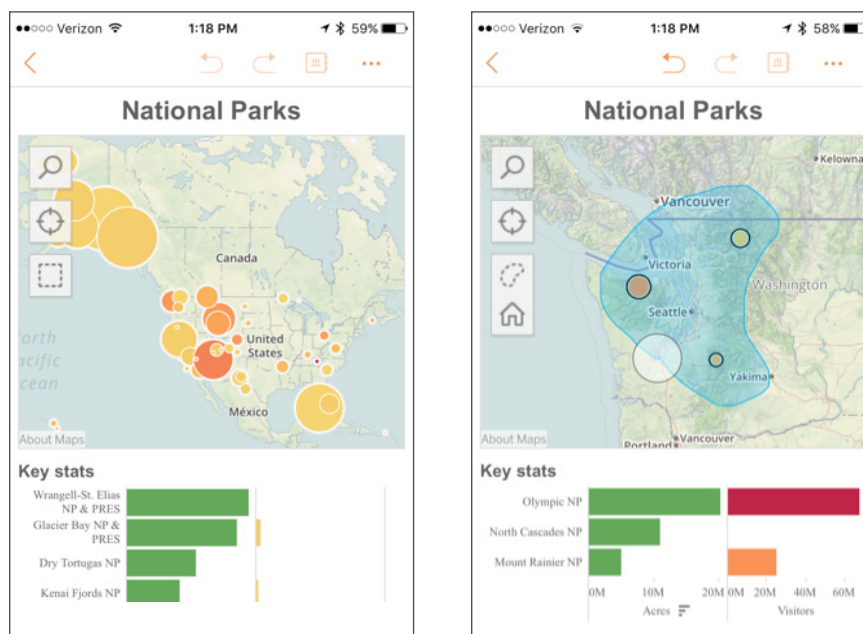 Verizon 1:18 PM 59%
National Parks
Canada
United
States
México
North
Pacific
Ocean
About Maps
Key stats
Wrangell-St. Elias
NP & PRES
Glacier Bay NP &
PRES
Dry Tortugas NP
Kenai Fjords NP
Verizon 1:18 PM 58%
National Parks
Kelowna
Vancouver
Victoria
Washington
Seattle
Yakima
Vancouver
Portland
About Maps
Key stats
Olympic NP
North Cascades NP
Mount Rainier NP
0M 10M 20M 0M 20M 40M 60M
Acres Visitors